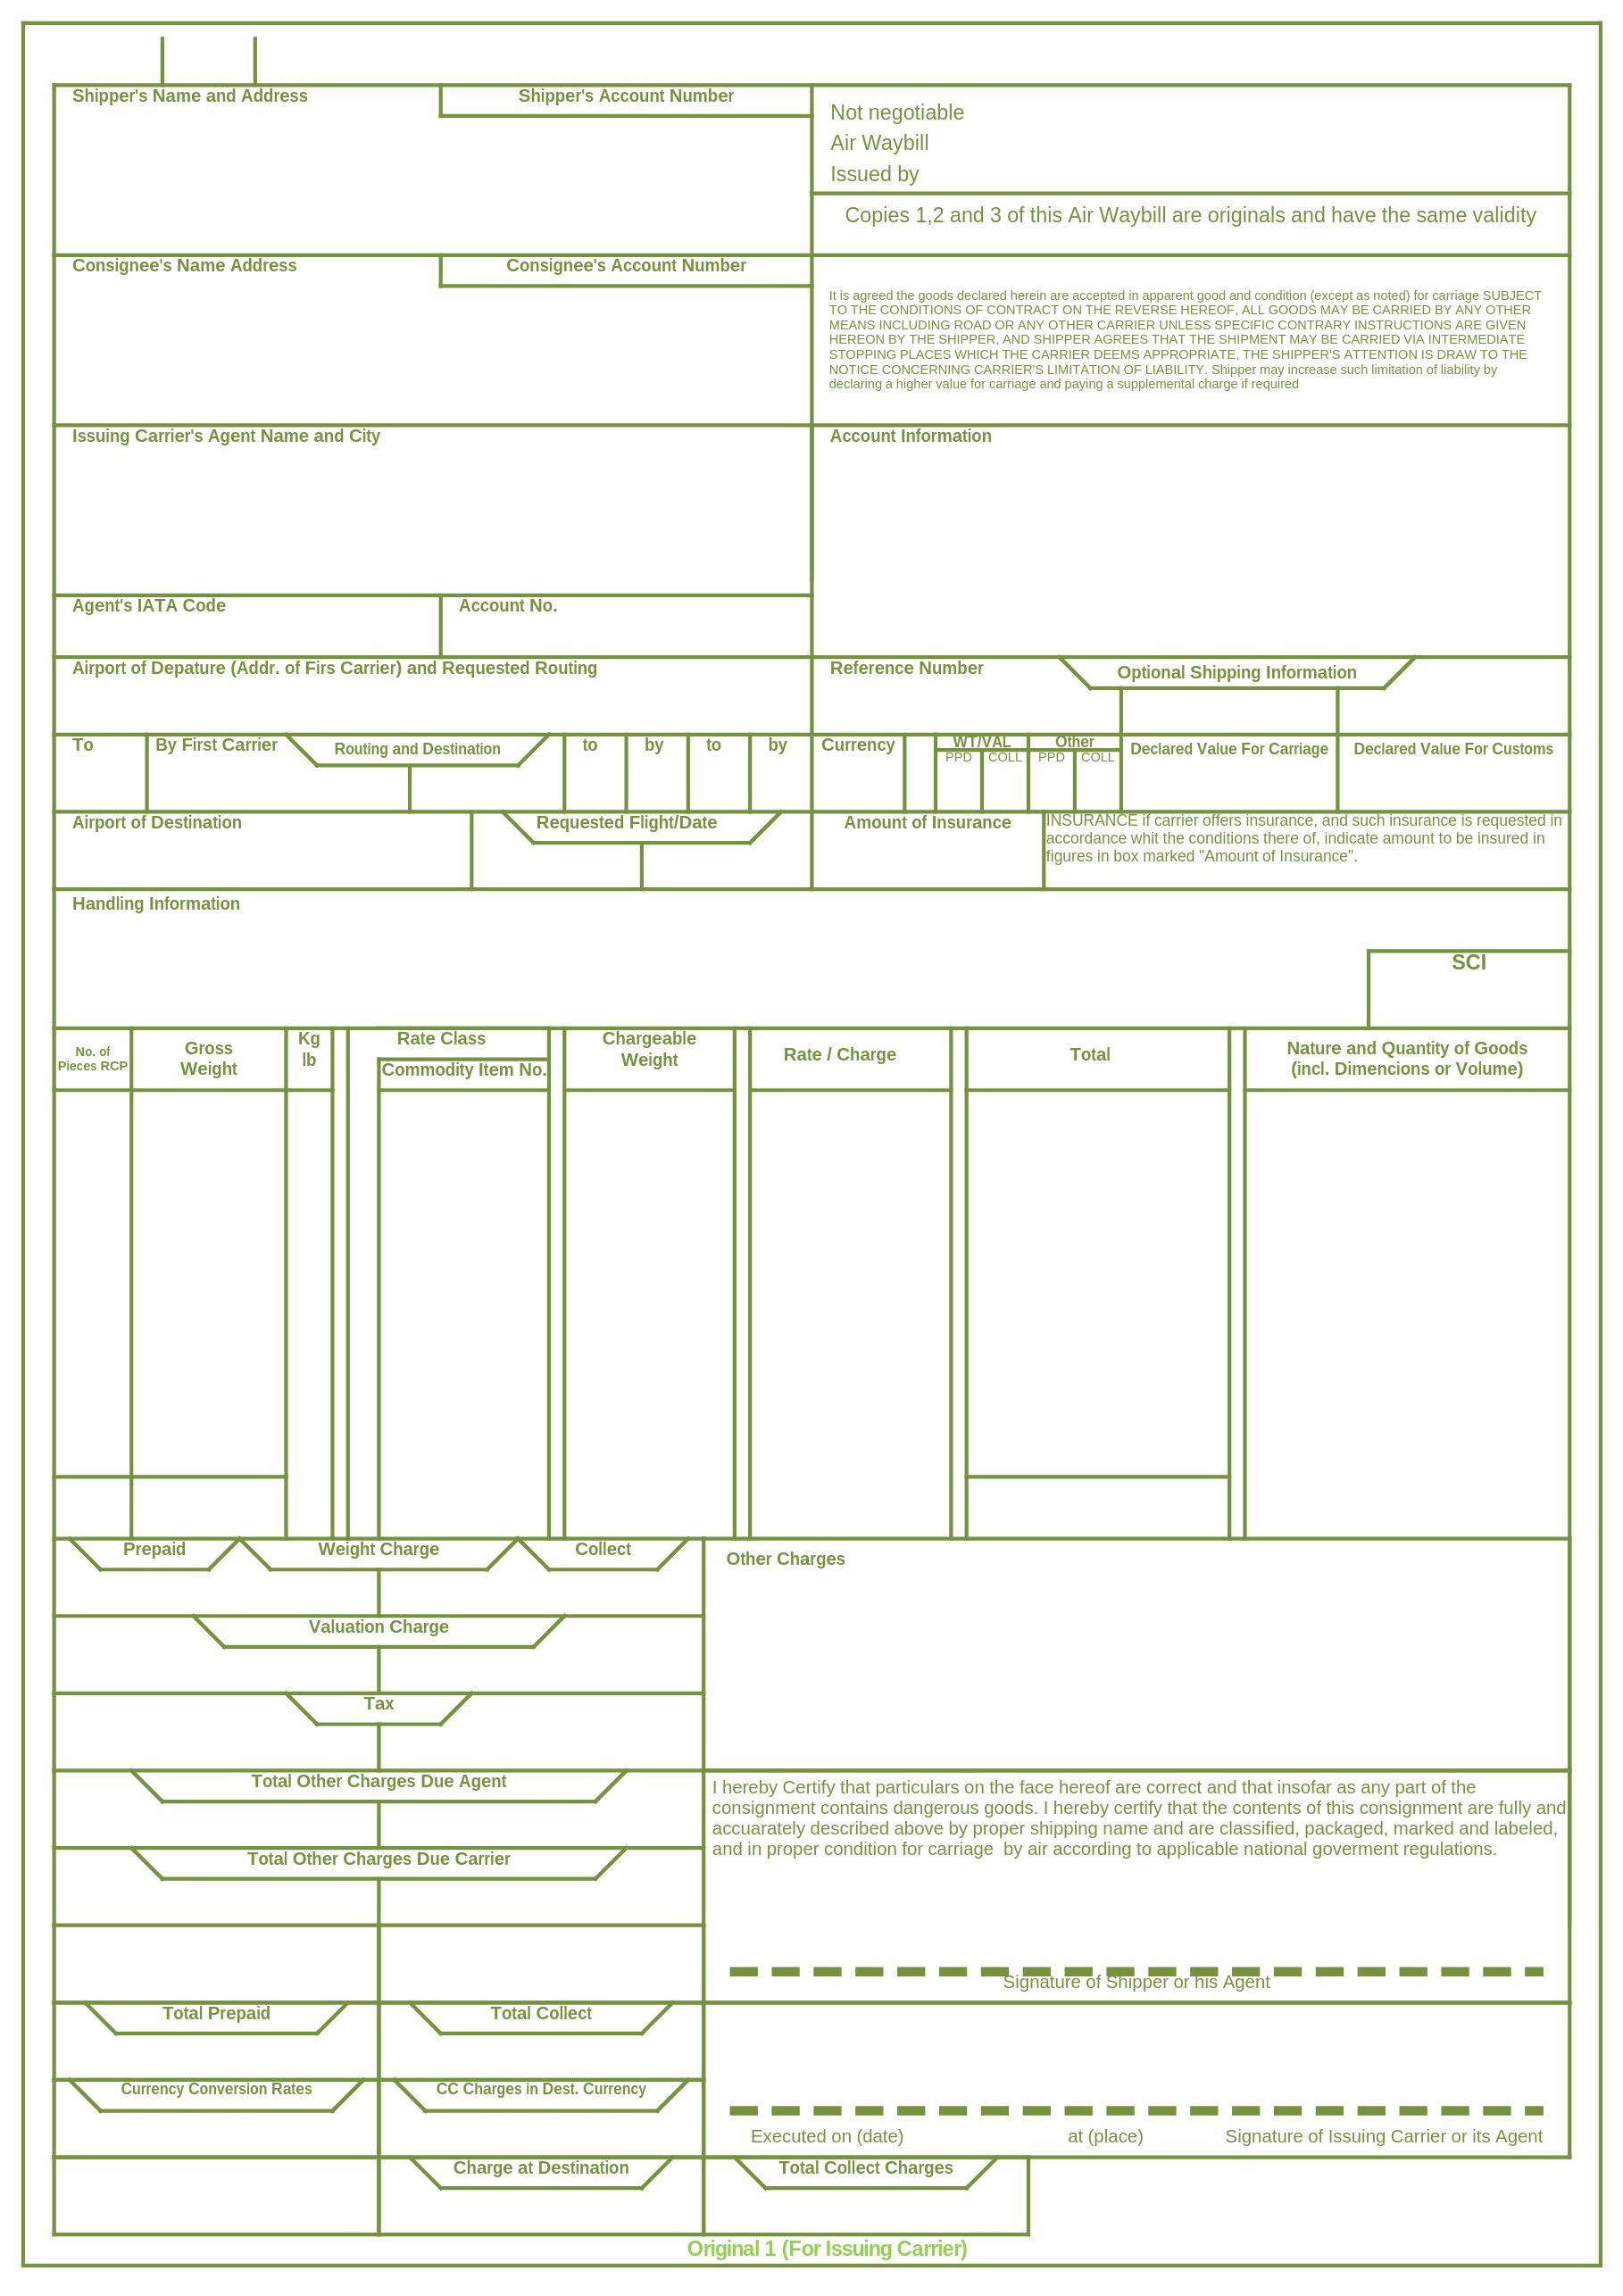 Shipper's Name and Address
Shipper's Account Number
Not negotiable
Air Waybill
Issued by
Copies 1,2 and 3 of this Air Waybill are originals and have the same validity
Consignee's Name Address
Consignee's Account Number
It is agreed the goods declared herein are accepted in apparent good and condition (except as noted) for carriage SUBJECT
TO THE CONDITIONS OF CONTRACT ON THE REVERSE HEREOF, ALL GOODS MAY BE CARRIED BY ANY OTHER
MEANS INCLUDING ROAD OR ANY OTHER CARRIER UNLESS SPECIFIC CONTRARY INSTRUCTIONS ARE GIVEN
HEREON BY THE SHIPPER, AND SHIPPER AGREES THAT THE SHIPMENT MAY BE CARRIED VIA INTERMEDIATE
STOPPING PLACES WHICH THE CARRIER DEEMS APPROPRIATE, THE SHIPPER'S ATTENTION IS DRAW TO THE
NOTICE CONCERNING CARRIER'S LIMITATION OF LIABILITY. Shipper may increase such limitation of liability by
declaring a higher value for carriage and paying a supplemental charge if required
Issuing Carrier's Agent Name and City
Account Information
Agent's IATA Code
Account No.
Airport of Depature (Addr. of Firs Carrier) and Requested Routing
Reference Number
Optional Shipping Information
To
By First Carrier
Routing and Destination
to
by
to
by
Currency
WT/VAL
Other
PPD
COLL
PPD
COLL
Declared Value For Carriage
Declared Value For Customs
Airport of Destination
Requested Flight/Date
Amount of Insurance
INSURANCE if carrier offers insurance, and such insurance is requested in
accordance whit the conditions there of, indicate amount to be insured in
figures in box marked "Amount of Insurance".
Handling Information
SCI
No. of
Pieces RCP
Gross
Weight
Kg
lb
Rate Class
Commodity Item No.
Chargeable
Weight
Rate / Charge
Total
Nature and Quantity of Goods
(incl. Dimencions or Volume)
Prepaid
Weight Charge
Collect
Other Charges
Valuation Charge
Tax
Total Other Charges Due Agent
I hereby Certify that particulars on the face hereof are correct and that insofar as any part of the
consignment contains dangerous goods. I hereby certify that the contents of this consignment are fully and
accuarately described above by proper shipping name and are classified, packaged, marked and labeled,
and in proper condition for carriage  by air according to applicable national goverment regulations.
Total Other Charges Due Carrier
Signature of Shipper or his Agent
Total Prepaid
Total Collect
Currency Conversion Rates
CC Charges in Dest. Currency
Executed on (date)
at (place)
Signature of Issuing Carrier or its Agent
Charge at Destination
Total Collect Charges
Original 1 (For Issuing Carrier)